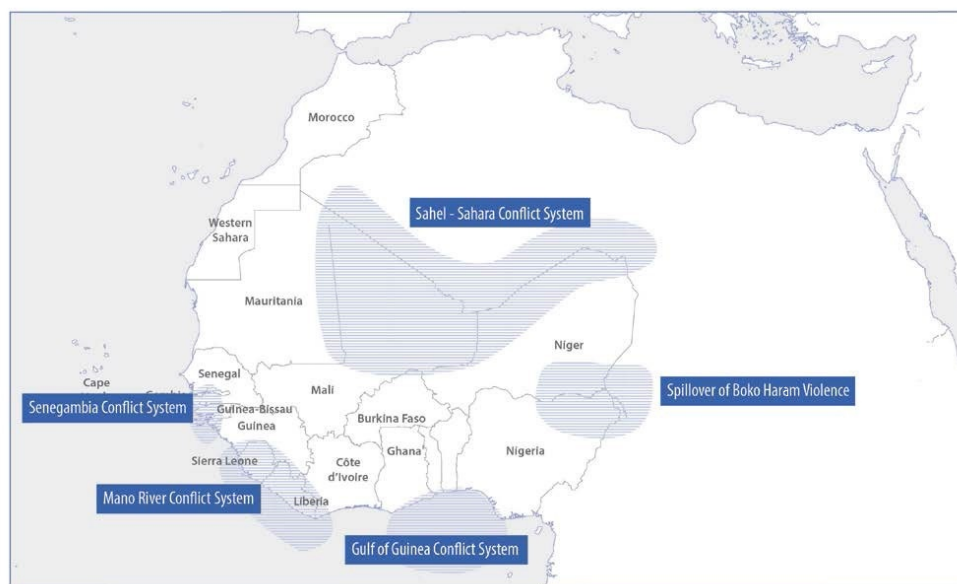 Morocco
Sahel - Sahara Conflict System
Western
Sahara
Mauritania
Niger
Senegal
Cape
Mali
Spillover of Boko Haram Violence
Senegambia Conflict System
Guinea-Bissau
Burkina Faso
Guinea
Ghana
Nigeria
Sierra Leone
Côte
d'Ivoire
Mano River Conflict System
Liberia
Gulf of Guinea Conflict System